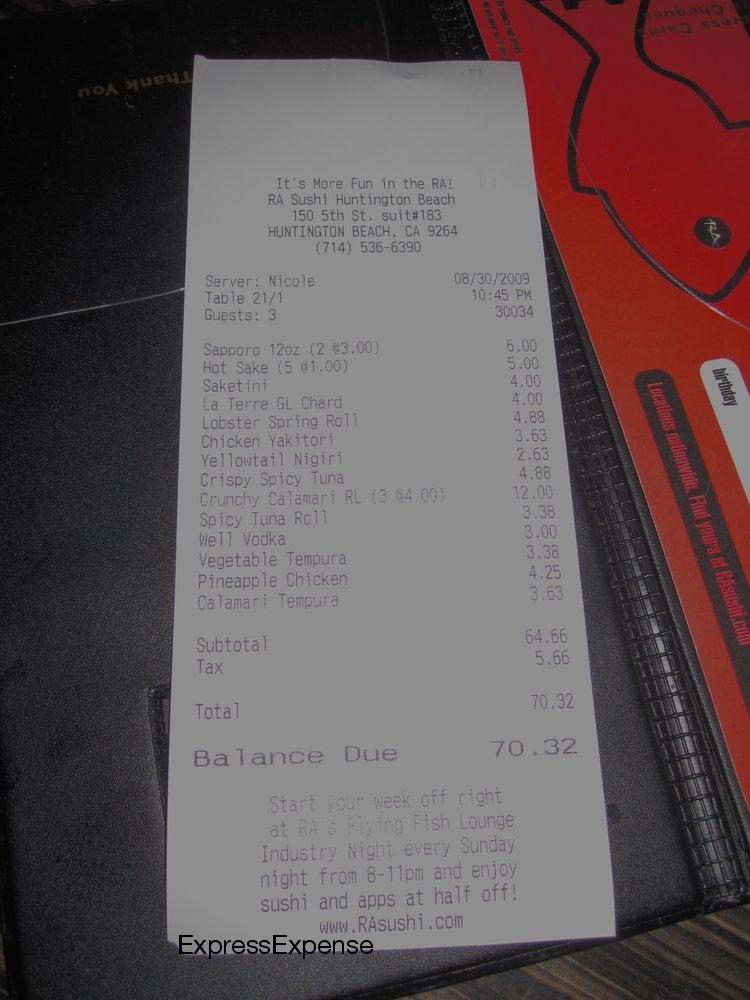 Thank You
ress Cards
Cheques
RA
birthday
Locations nationwide. Find yours at RAsushi.com
It's More Fun in the RA!
RA Sushi Huntington Beach
150 5th St. suit#183
HUNTINGTON BEACH, CA 9264
(714) 536-6390
Server: Nicole 08/30/2009
Table 21/1 10:45 PM
Guests: 3 30034
Sapporo 12oz (2 @3.00) 6.00
Hot Sake (5 @1.00) 5.00
Saketini 4.00
La Terre GL Chard 4.00
Lobster Spring Roll 4.88
Chicken Yakitori 3.63
Yellowtail Nigiri 2.63
Crispy Spicy Tuna 4.88
Crunchy Calamari RL (3 @4.00) 12.00
Spicy Tuna Roll 3.38
Well Vodka 3.00
Vegetable Tempura 3.38
Pineapple Chicken 4.25
Calamari Tempura 3.63
Subtotal 64.66
Tax 5.66
Total 70.32
Balance Due 70.32
Start your week off right
at RA's Flying Fish Lounge
Industry Night every Sunday
night from 8-11pm and enjoy
sushi and apps at half off!
www.RAsushi.com
ExpressExpense